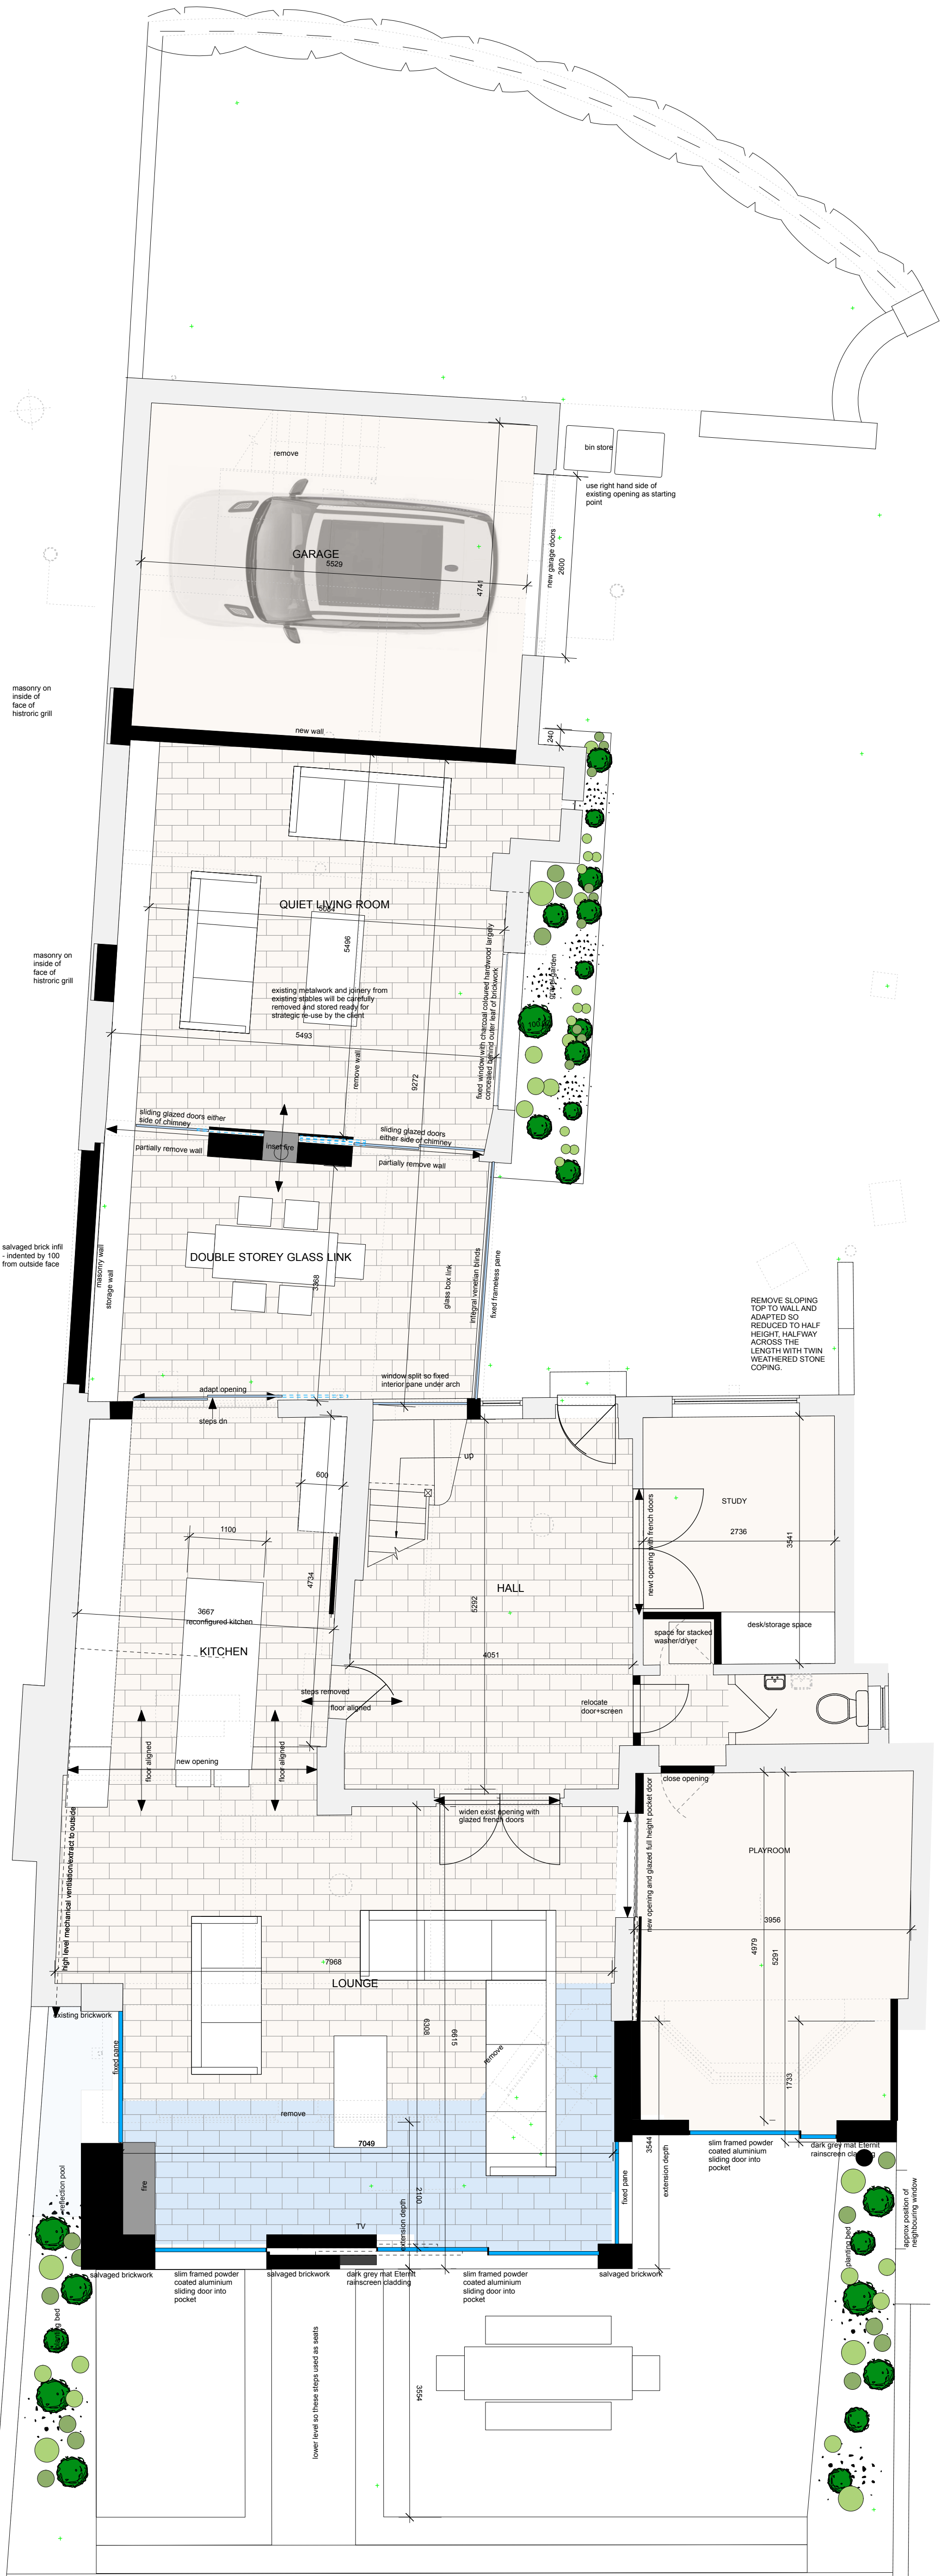 bin store
use right hand side of
existing opening as starting
point
remove
GARAGE
5529
4741
new garage doors
2600
masonry on
inside of
face of
histroric grill
new wall
240
QUIET LIVING ROOM
5496
masonry on
inside of
face of
histroric grill
existing metalwork and joinery from
existing stables will be carefully
removed and stored ready for
strategic re-use by the client
fixed window with charcoal coloured hardwood largely
concealed behind outer leaf of brickwork
100
5493
remove wall
9272
sliding glazed doors either
side of chimney
inset fire
sliding glazed doors
either side of chimney
partially remove wall
partially remove wall
salvaged brick infil
- indented by 100
from outside face
masonry wall
storage wall
DOUBLE STOREY GLASS LINK
3368
glass box link
integral venetian blinds
fixed frameless pane
REMOVE SLOPING
TOP TO WALL AND
ADAPTED SO
REDUCED TO HALF
HEIGHT, HALFWAY
ACROSS THE
LENGTH WITH TWIN
WEATHERED STONE
COPING.
window split so fixed
interior pane under arch
adapt opening
steps dn
up
600
1100
4734
3667
reconfigured kitchen
KITCHEN
HALL
5292
4051
newt opening with french doors
STUDY
2736
3541
space for stacked
washer/dryer
desk/storage space
steps removed
floor aligned
relocate
door+screen
floor aligned
floor aligned
new opening
close opening
widen exist opening with
glazed french doors
new opening and glazed full height pocket door
PLAYROOM
3956
4979
5291
1733
high level mechanical ventilation/extract to outside
7968
LOUNGE
6308
6615
existing brickwork
fixed pane
remove
remove
7049
3544
extension depth
fixed pane
slim framed powder
coated aluminium
sliding door into
pocket
dark grey mat Eternit
rainscreen cladding
reflection pool
fire
2100
extension depth
TV
planting bed
approx position of
neighbouring window
salvaged brickwork
slim framed powder
coated aluminium
sliding door into
pocket
salvaged brickwork
dark grey mat Eternit
rainscreen cladding
slim framed powder
coated aluminium
sliding door into
pocket
salvaged brickwork
lower level so these steps used as seats
3554